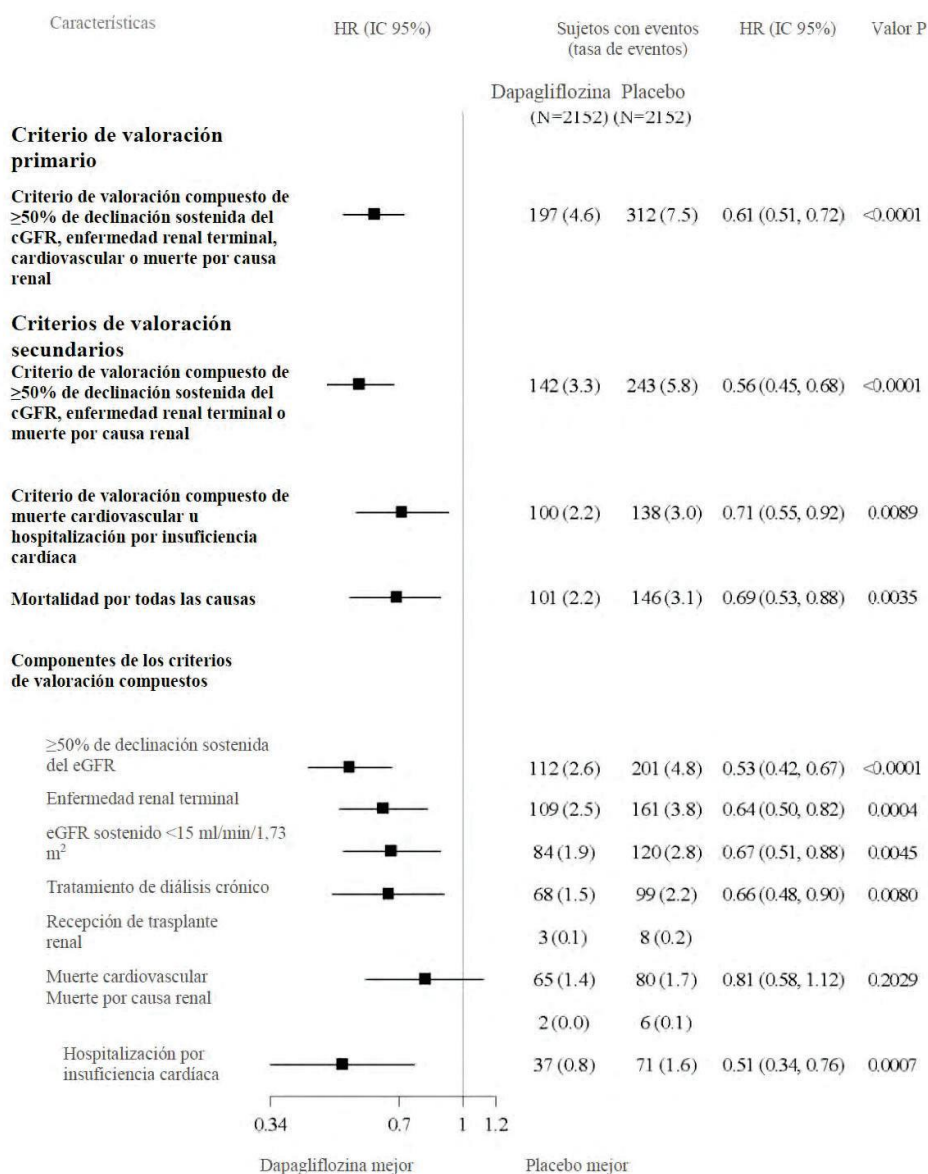 Características HR (IC 95%) Sujetos con eventos HR (IC 95%) Valor P
(tasa de eventos)
Dapagliflozina Placebo
(N=2152) (N=2152)
Criterio de valoración
primario
Criterio de valoración compuesto de
≥50% de declinación sostenida del
cGFR, enfermedad renal terminal,
cardiovascular o muerte por causa
renal
197 (4.6) 312 (7.5) 0.61 (0.51, 0.72) <0.0001
Criterios de valoración
secundarios
Criterio de valoración compuesto de
≥50% de declinación sostenida del
cGFR, enfermedad renal terminal o
muerte por causa renal
142 (3.3) 243 (5.8) 0.56 (0.45, 0.68) <0.0001
Criterio de valoración compuesto de
muerte cardiovascular u
hospitalización por insuficiencia
cardíaca
100 (2.2) 138 (3.0) 0.71 (0.55, 0.92) 0.0089
Mortalidad por todas las causas 101 (2.2) 146 (3.1) 0.69 (0.53, 0.88) 0.0035
Componentes de los criterios
de valoración compuestos
≥50% de declinación sostenida
del eGFR 112 (2.6) 201 (4.8) 0.53 (0.42, 0.67) <0.0001
Enfermedad renal terminal 109 (2.5) 161 (3.8) 0.64 (0.50, 0.82) 0.0004
eGFR sostenido <15 ml/min/1,73
m² 84 (1.9) 120 (2.8) 0.67 (0.51, 0.88) 0.0045
Tratamiento de diálisis crónico 68 (1.5) 99 (2.2) 0.66 (0.48, 0.90) 0.0080
Recepción de trasplante
renal 3 (0.1) 8 (0.2)
Muerte cardiovascular 65 (1.4) 80 (1.7) 0.81 (0.58, 1.12) 0.2029
Muerte por causa renal
2 (0.0) 6 (0.1)
Hospitalización por
insuficiencia cardíaca 37 (0.8) 71 (1.6) 0.51 (0.34, 0.76) 0.0007
0.34 0.7 1 1.2
Dapagliflozina mejor Placebo mejor